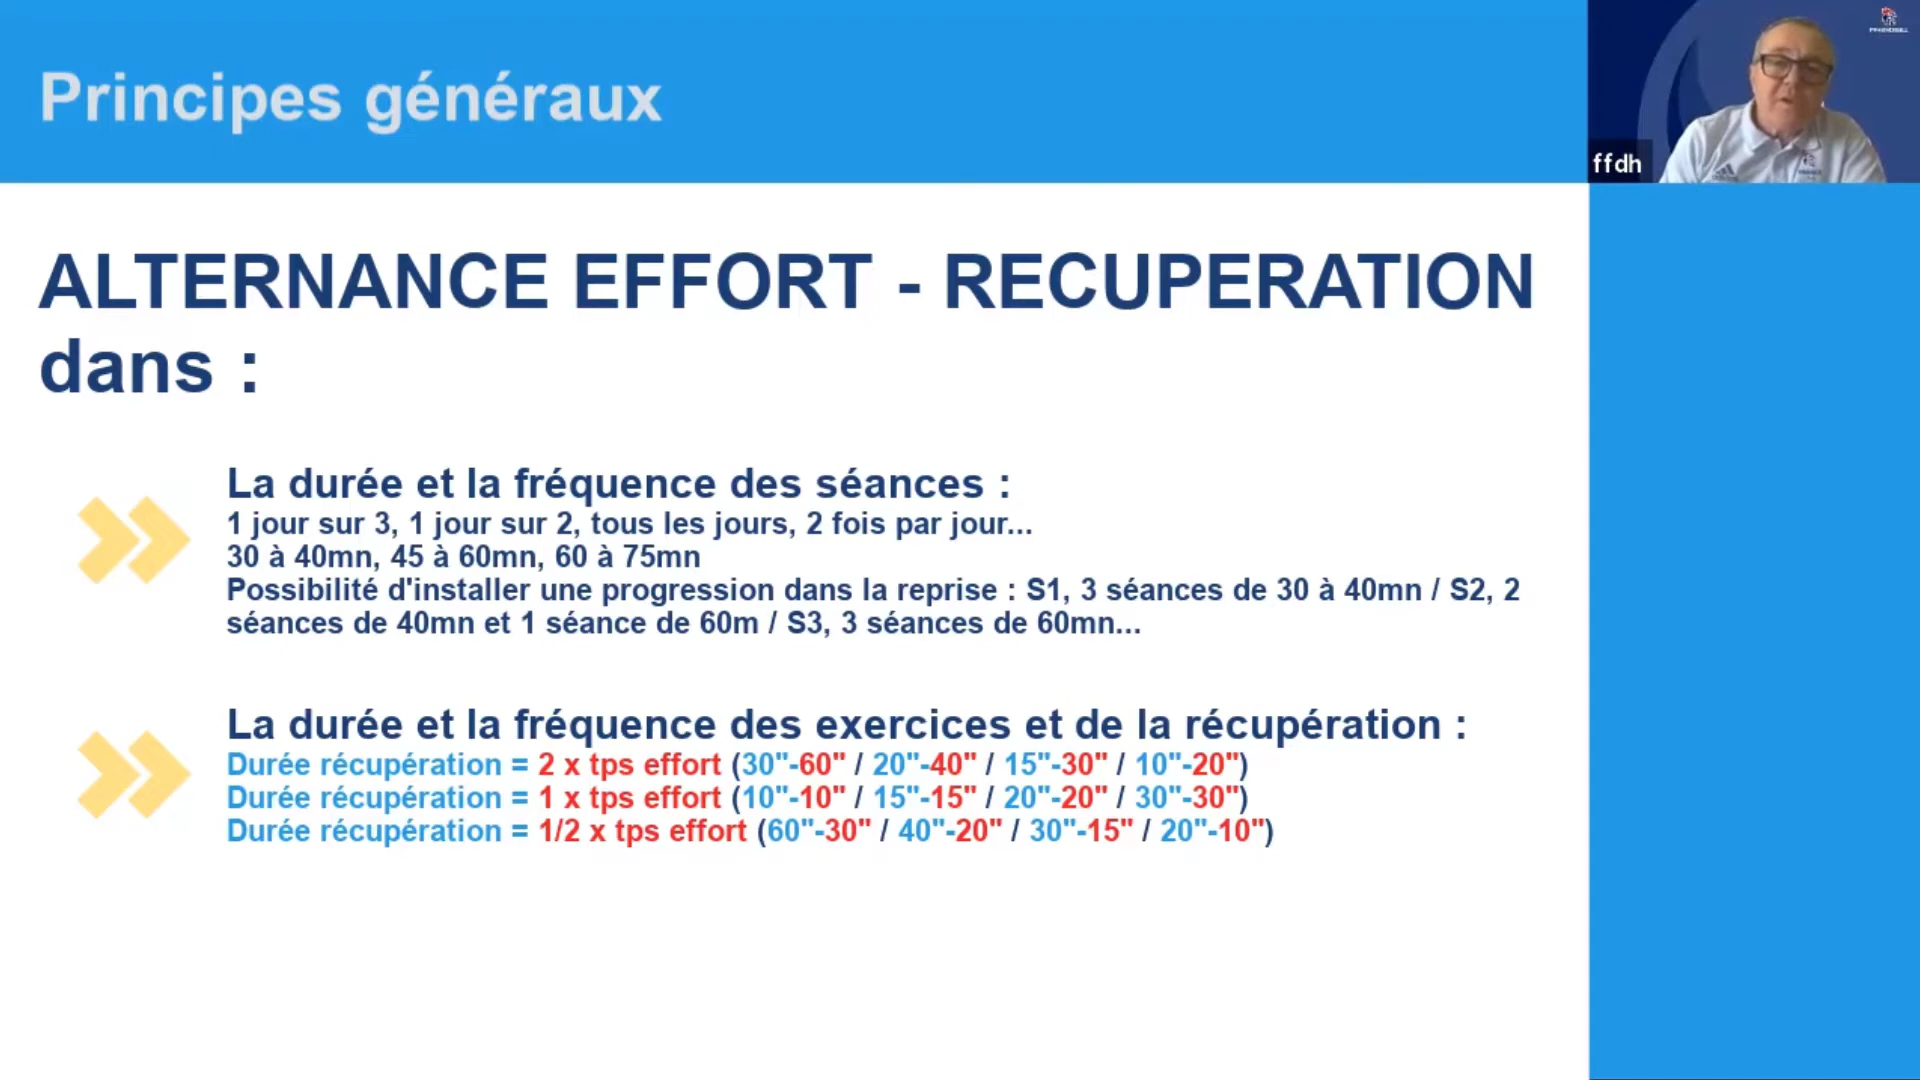 Principes généraux
ffdh
ALTERNANCE EFFORT - RECUPERATION
dans :
La durée et la fréquence des séances :
1 jour sur 3, 1 jour sur 2, tous les jours, 2 fois par jour...
30 à 40mn, 45 à 60mn, 60 à 75mn
Possibilité d'installer une progression dans la reprise : S1, 3 séances de 30 à 40mn / S2, 2
séances de 40mn et 1 séance de 60m / S3, 3 séances de 60mn...
La durée et la fréquence des exercices et de la récupération :
Durée récupération = 2 x tps effort (30"-60" / 20"-40" / 15"-30" / 10"-20")
Durée récupération = 1 x tps effort (10"-10" / 15"-15" / 20"-20" / 30"-30")
Durée récupération = 1/2 x tps effort (60"-30" / 40"-20" / 30"-15" / 20"-10")